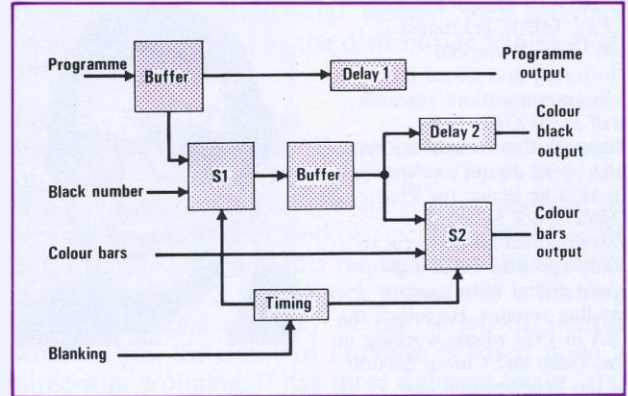 Programme
Buffer
Delay 1
Programme
output
Delay 2
Colour
black
output
Black number
S1
Buffer
Colour bars
S2
Colour
bars
output
Timing
Blanking